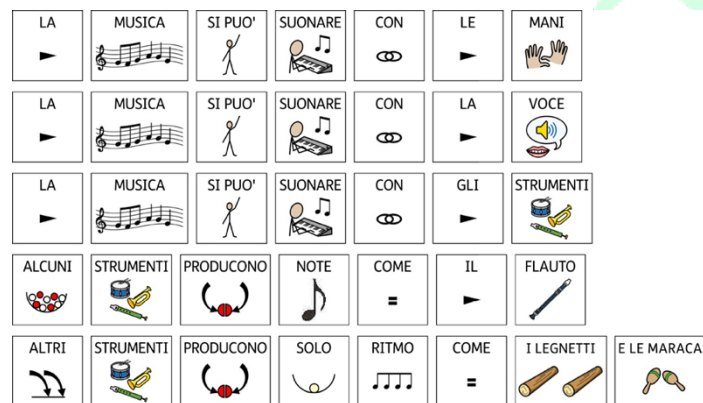 LA MUSICA SI PUO' SUONARE CON LE MANI
LA MUSICA SI PUO' SUONARE CON LA VOCE
LA MUSICA SI PUO' SUONARE CON GLI STRUMENTI
ALCUNI STRUMENTI PRODUCONO NOTE COME IL FLAUTO
ALTRI STRUMENTI PRODUCONO SOLO RITMO COME I LEGNETTI E LE MARACA